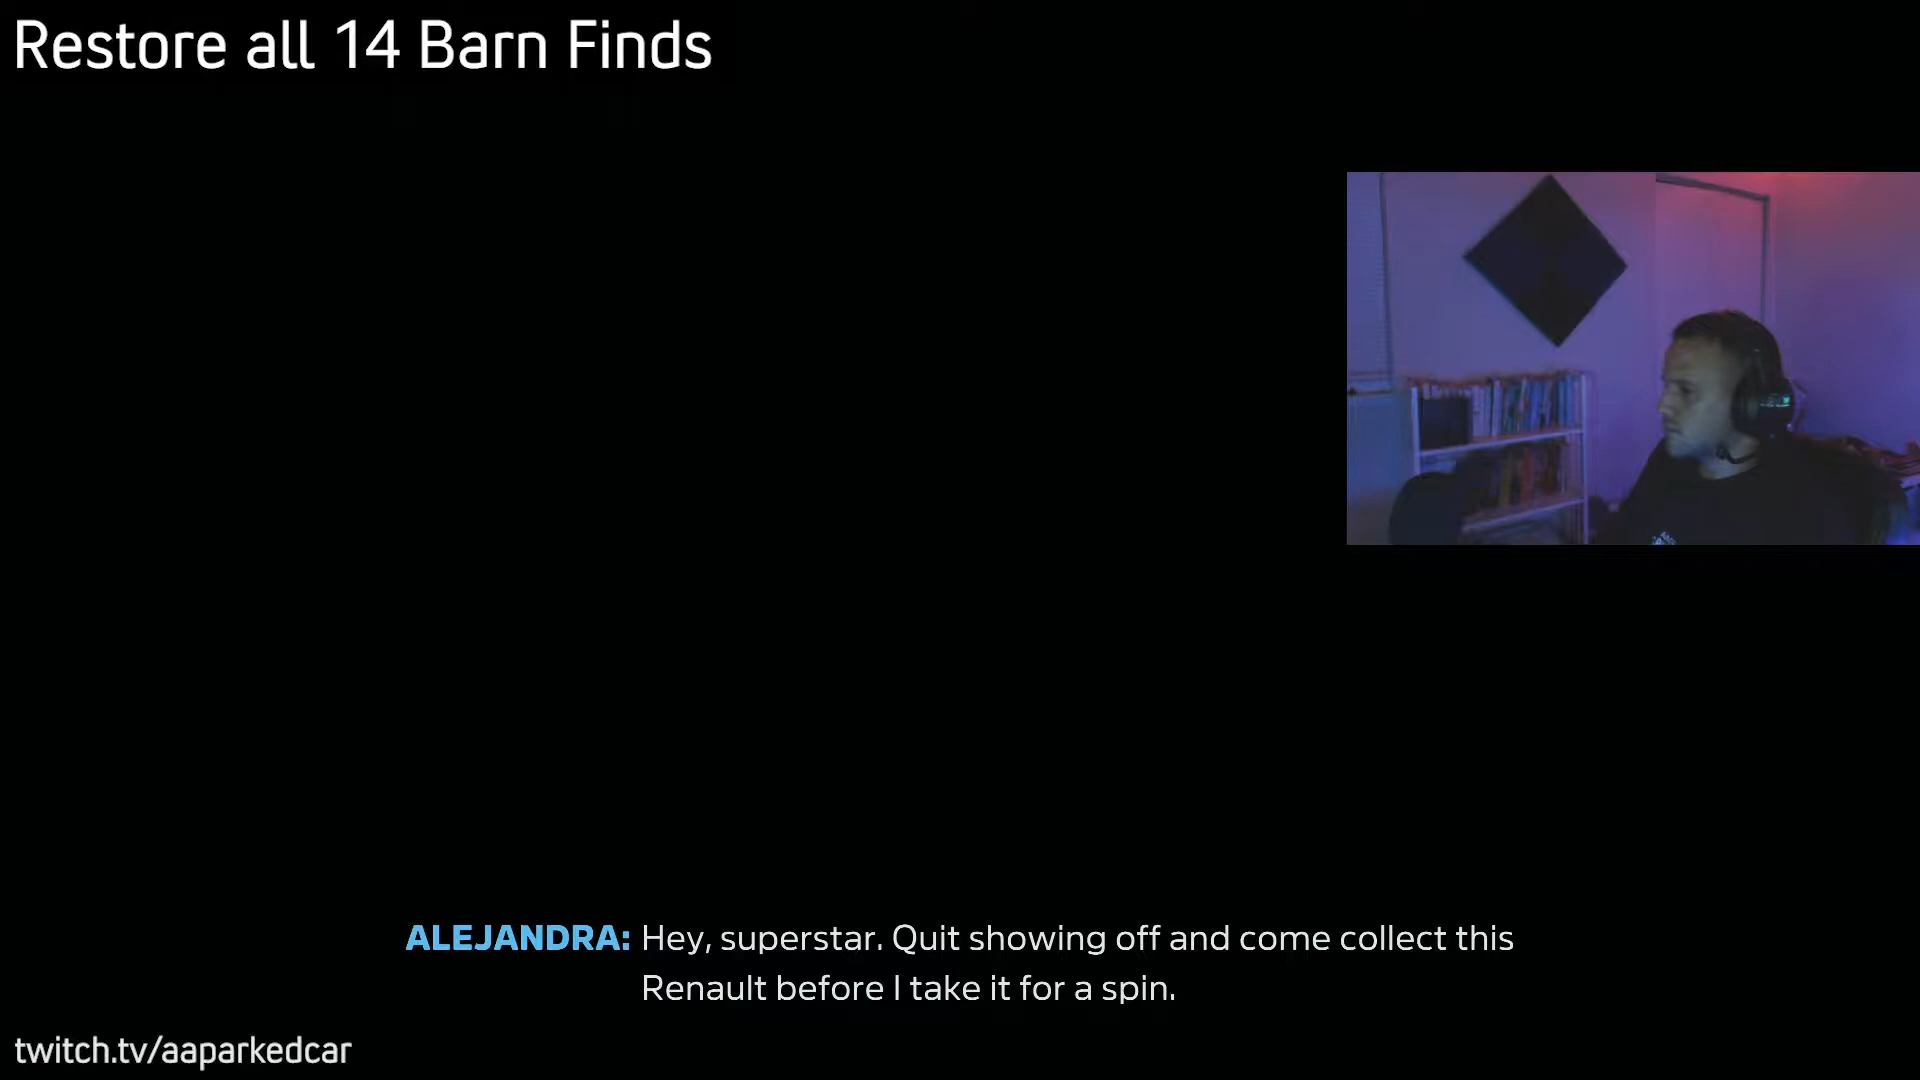 Restore all 14 Barn Finds
ALEJANDRA: Hey, superstar. Quit showing off and come collect this
Renault before I take it for a spin.
twitch.tv/aaparkedcar